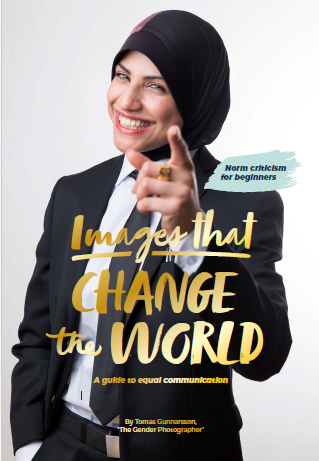 Norm criticism
for beginners
Images that
CHANGE
the WORLD
A guide to equal communication
By Tomas Gunnarsson,
'The Gender Photographer'